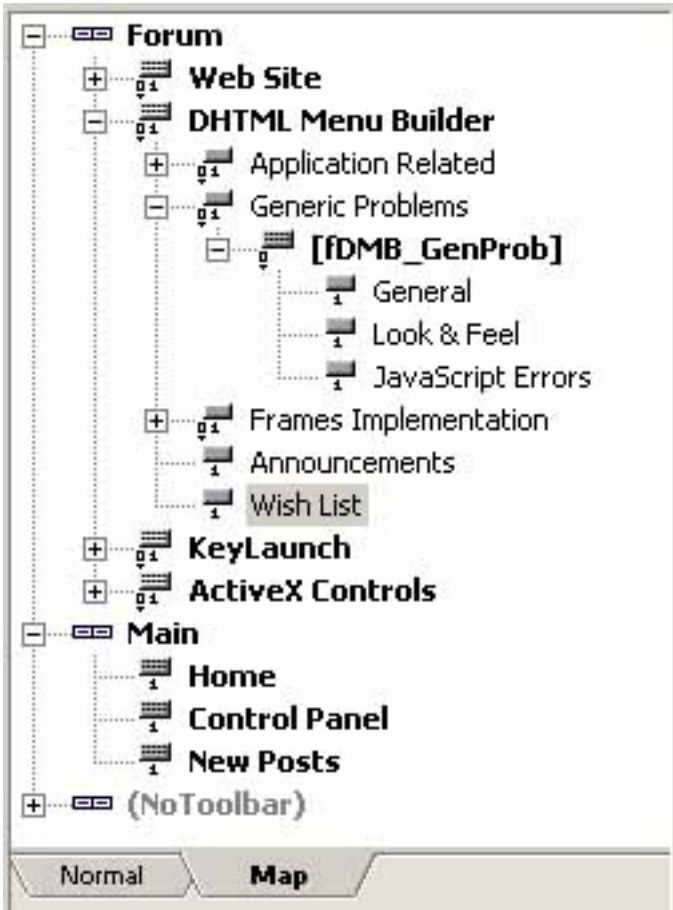 Forum
Web Site
DHTML Menu Builder
Application Related
Generic Problems
[fDMB_GenProb]
General
Look & Feel
JavaScript Errors
Frames Implementation
Announcements
Wish List
KeyLaunch
ActiveX Controls
Main
Home
Control Panel
New Posts
(NoToolbar)
Normal Map